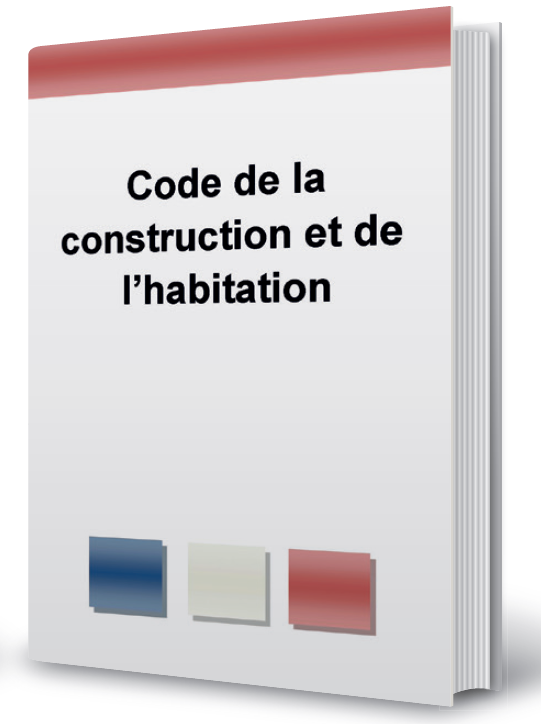 Code de la
construction et de
l’habitation